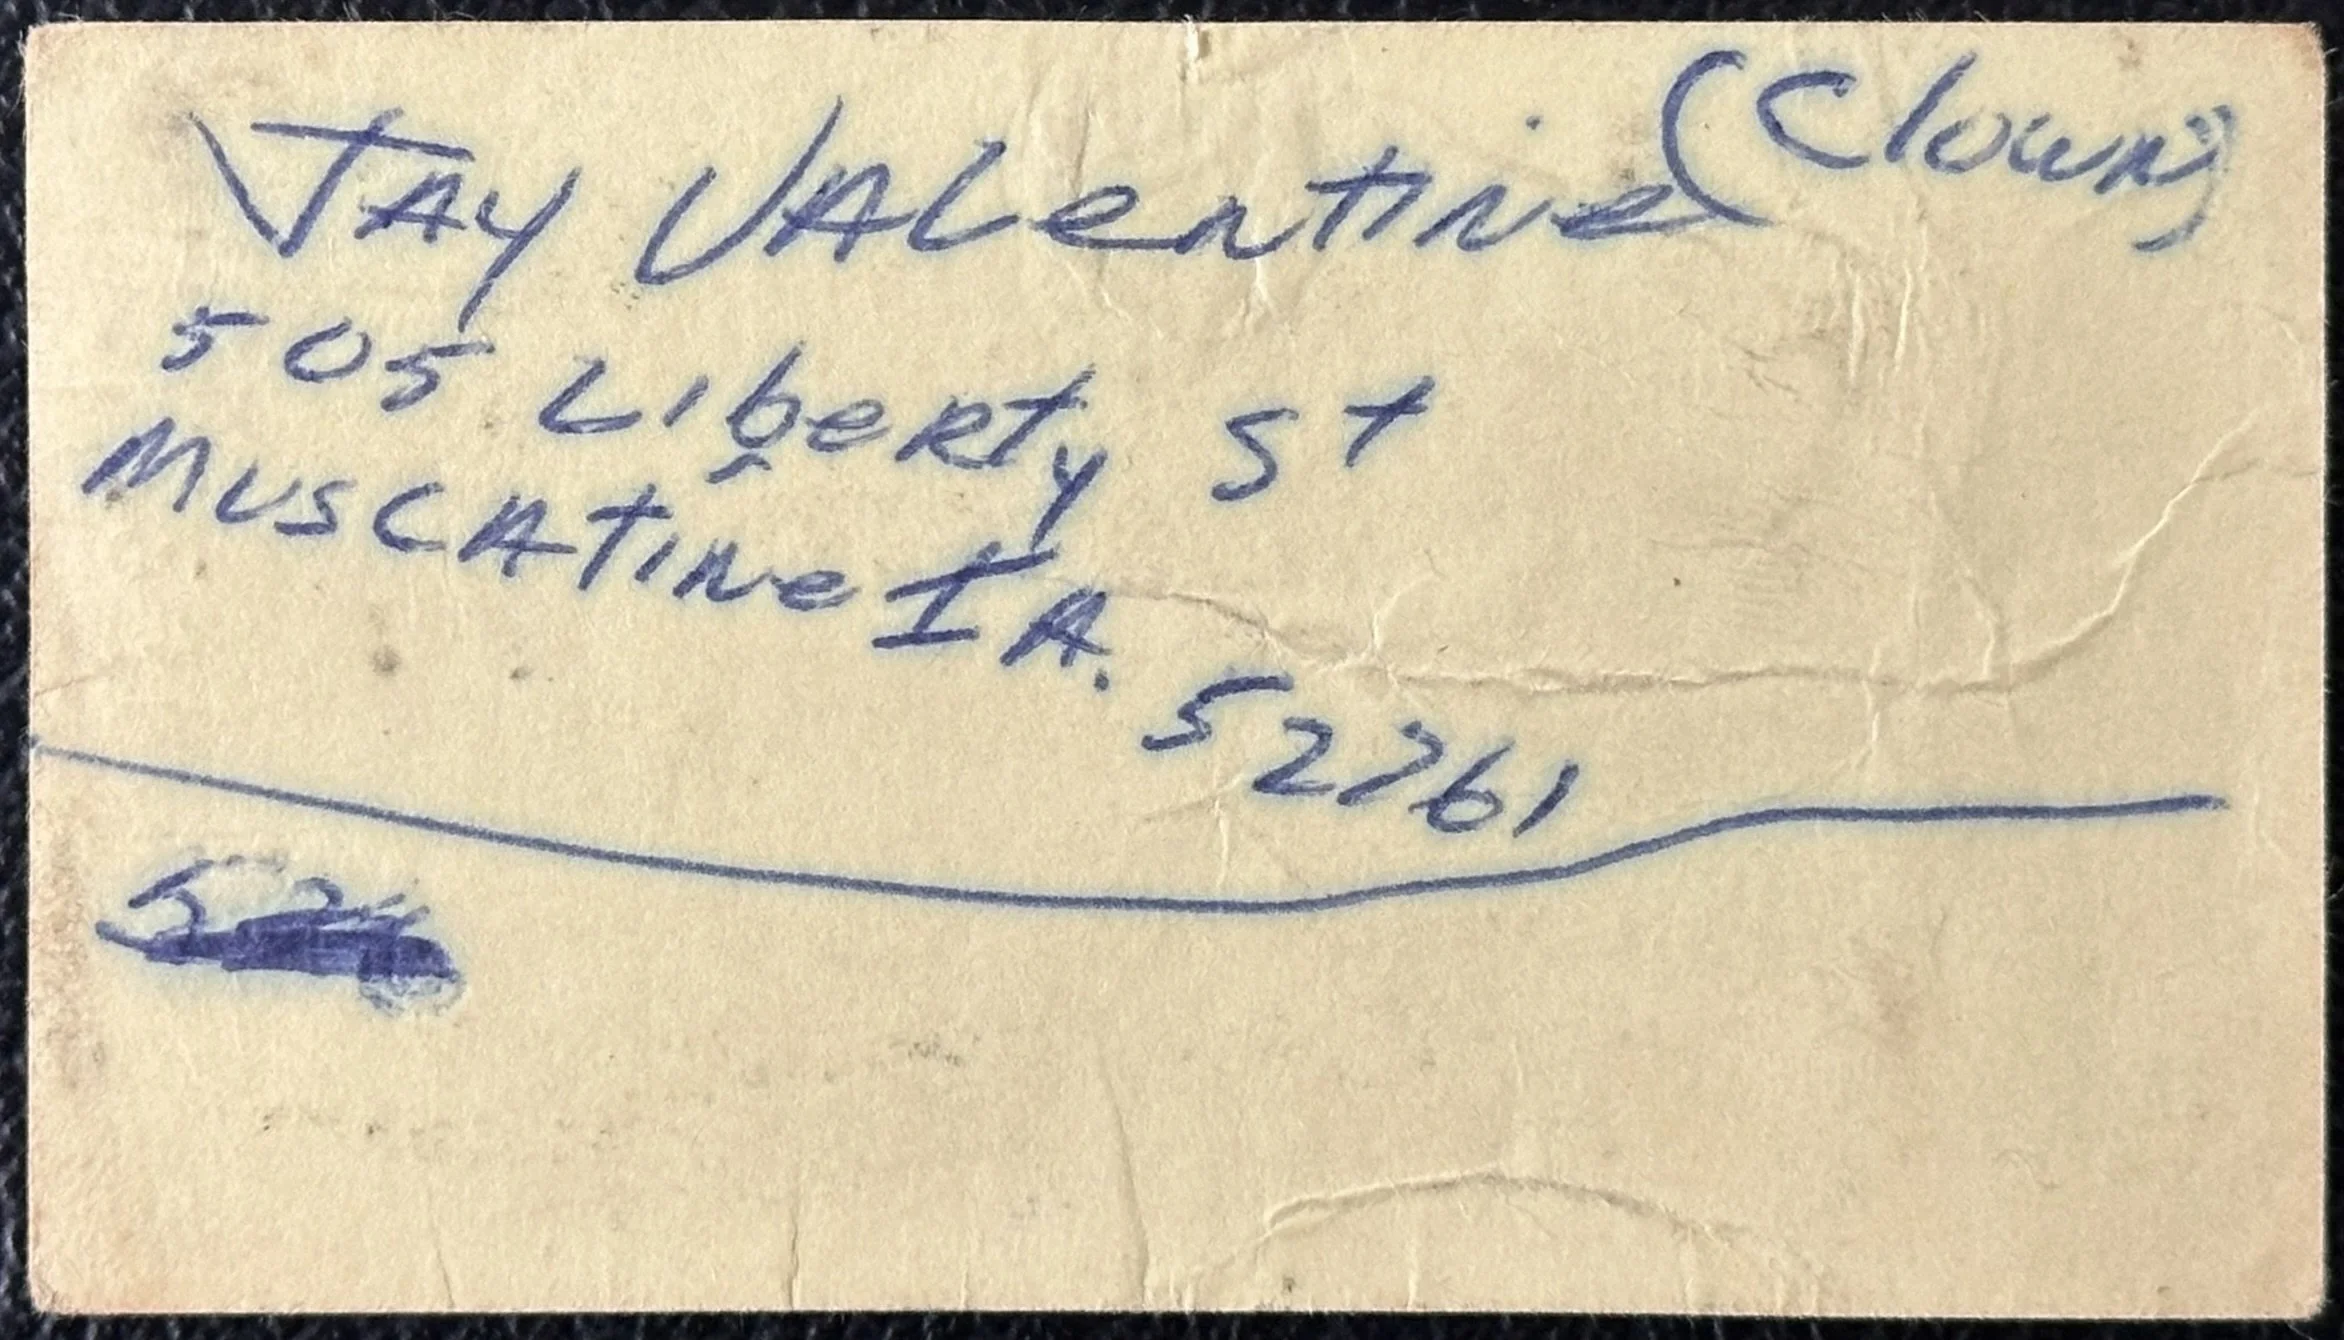 JAY VALentiNe (Clown)
505 LibeRty St
MUSCAtiNe IA. 52761